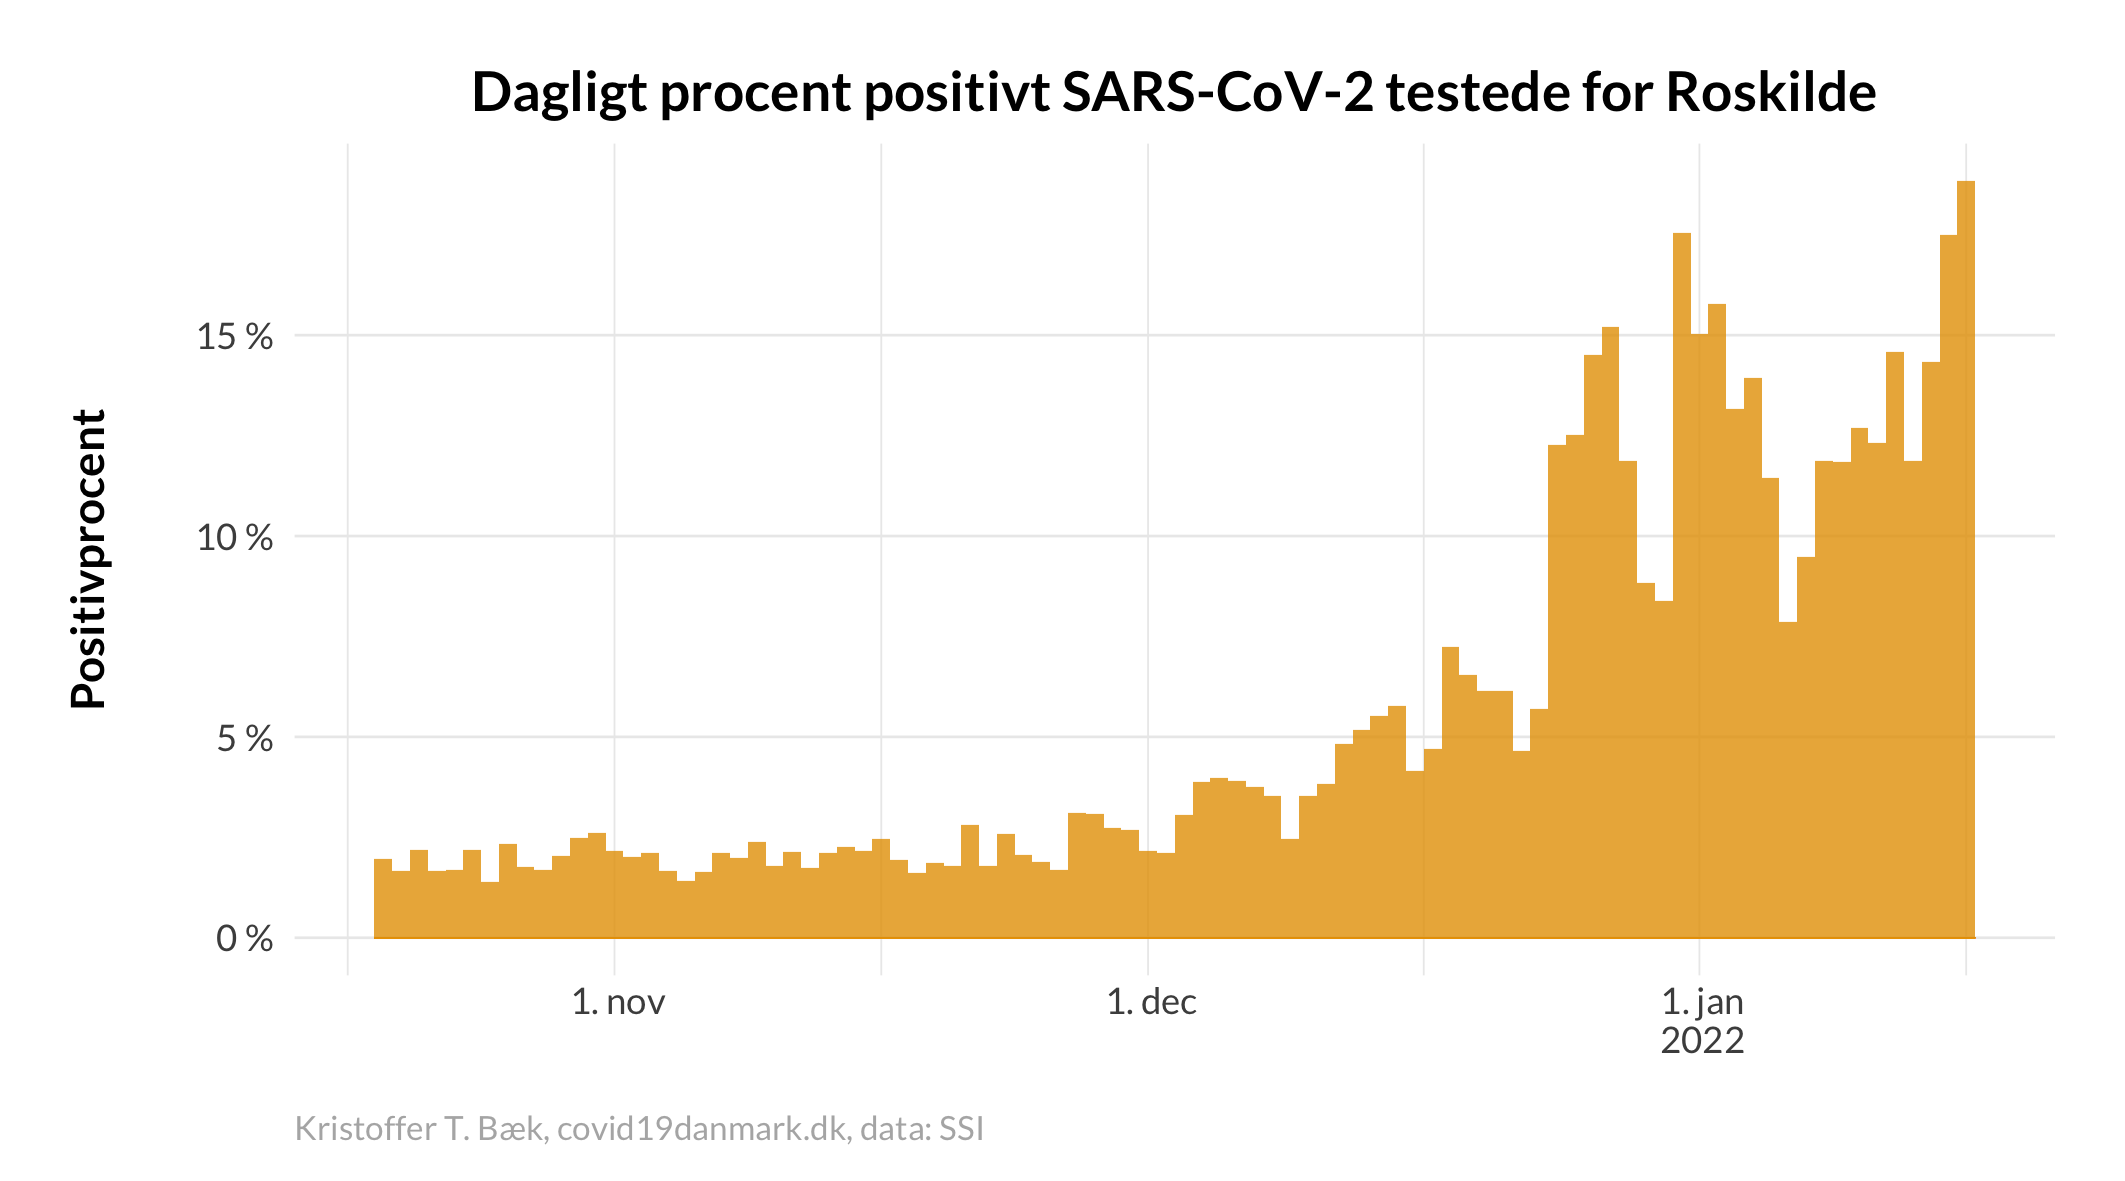 Dagligt procent positivt SARS-CoV-2 testede for Roskilde
Positivprocent
15 %
10 %
5 %
0 %
1. nov
1. dec
1. jan
2022
Kristoffer T. Bæk, covid19danmark.dk, data: SSI